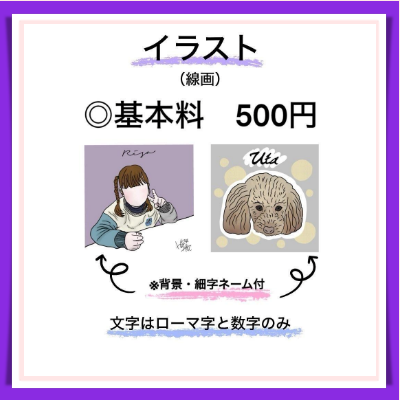 イラスト
（線画）
◎基本料　500円
Risa
Uta
※背景・細字ネーム付
文字はローマ字と数字のみ